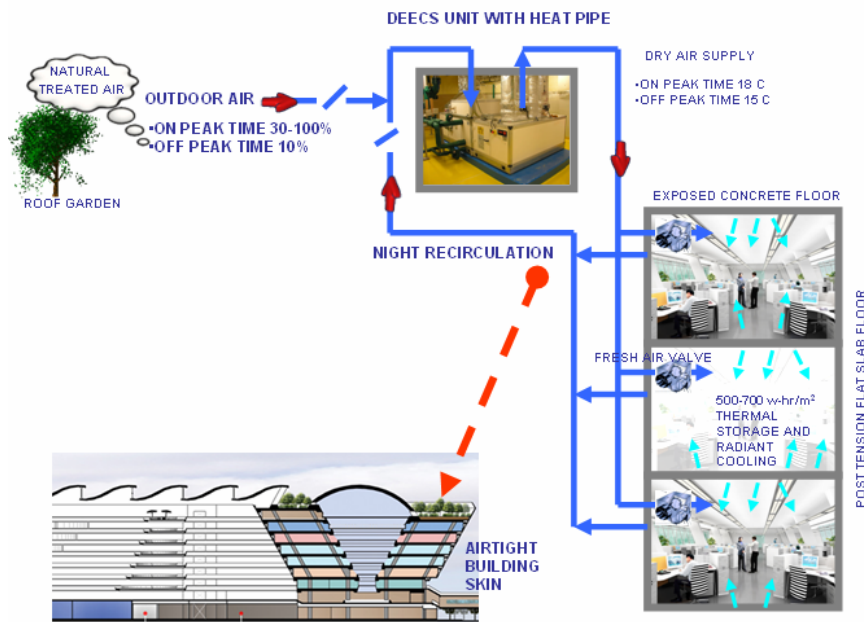 DEECS UNIT WITH HEAT PIPE
NATURAL
TREATED AIR
OUTDOOR AIR
•ON PEAK TIME 30-100%
•OFF PEAK TIME 10%
ROOF GARDEN
DRY AIR SUPPLY
•ON PEAK TIME 18 C
•OFF PEAK TIME 15 C
EXPOSED CONCRETE FLOOR
NIGHT RECIRCULATION
FRESH AIR VALVE
500-700 w-hr/m²
THERMAL
STORAGE AND
RADIANT
COOLING
POST TENSION FLAT SLAB FLOOR
AIRTIGHT
BUILDING
SKIN